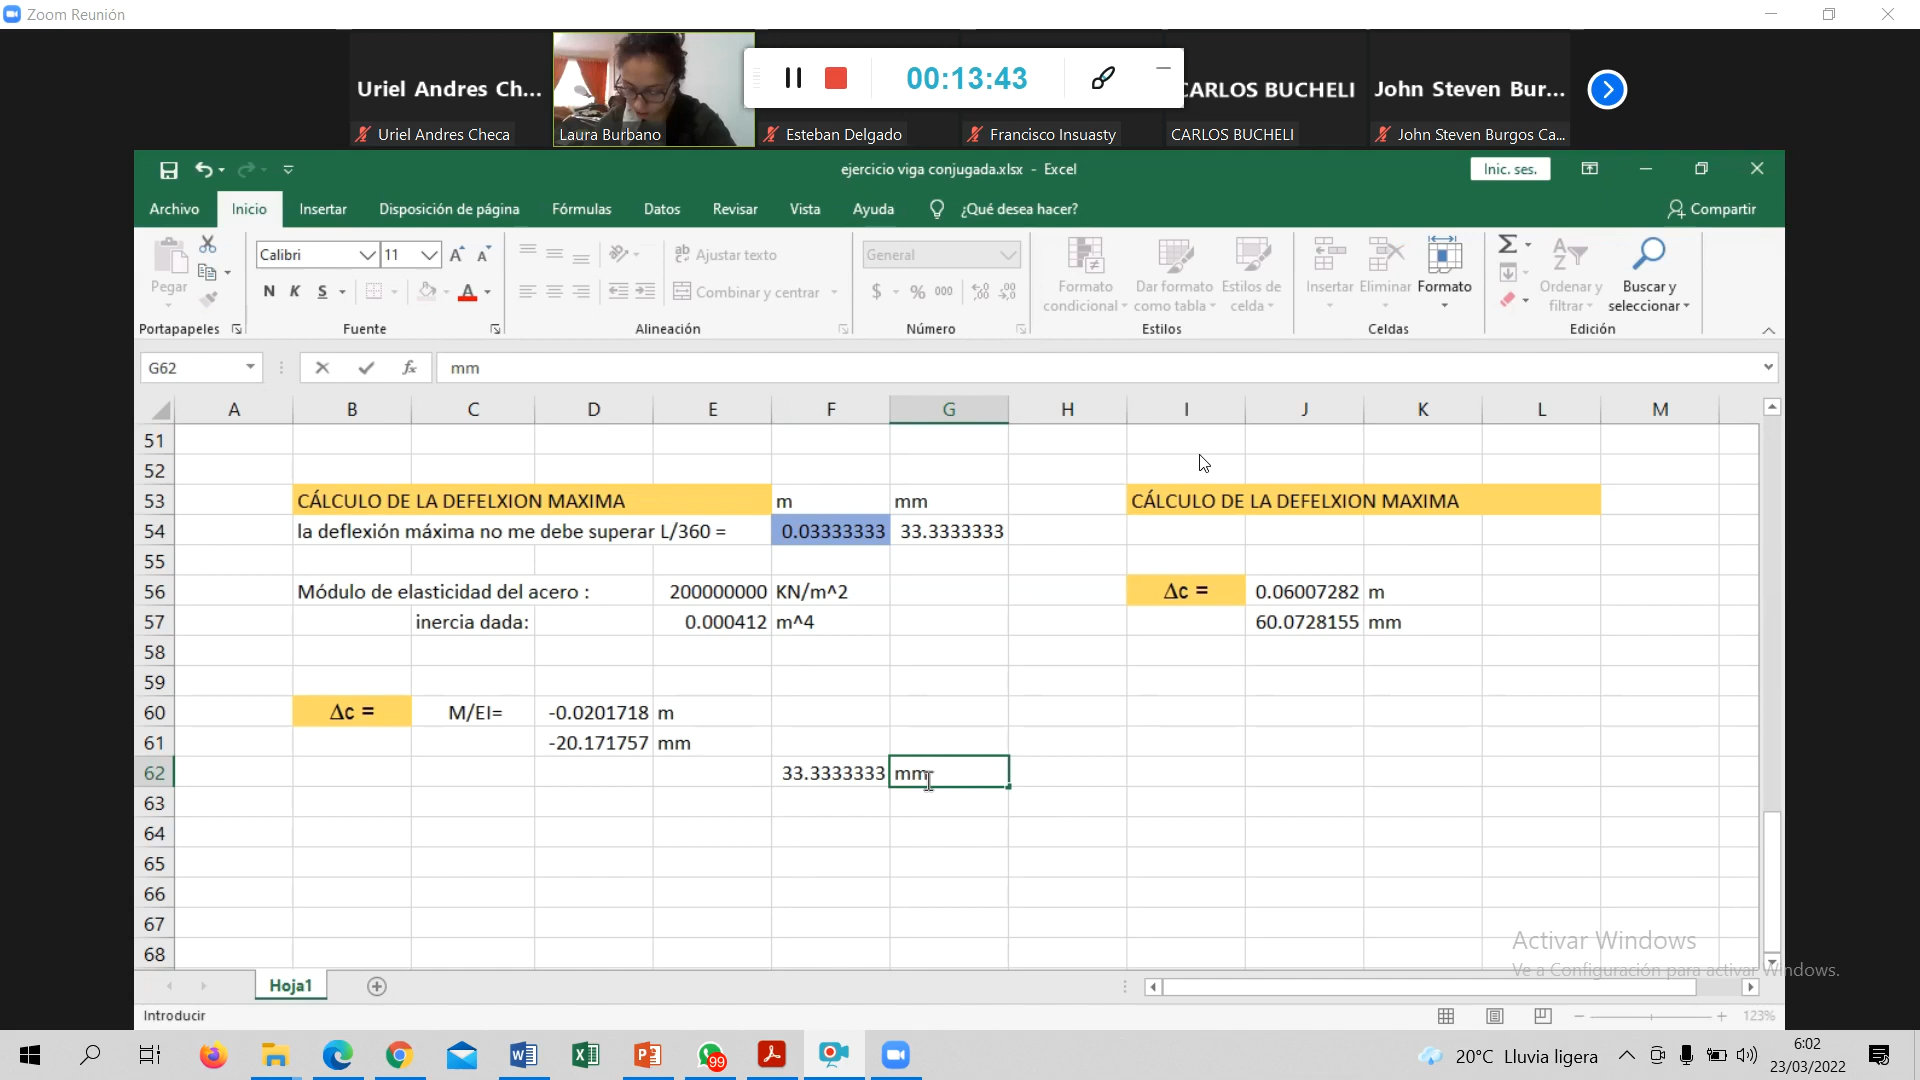 Zoom Reunión
Uriel Andres Ch...
00:13:43
CARLOS BUCHELI
John Steven Bur...
Uriel Andres Checa
Laura Burbano
Esteban Delgado
Francisco Insuasty
CARLOS BUCHELI
John Steven Burgos Ca...
ejercicio viga conjugada.xlsx - Excel
Inic. ses.
Archivo Inicio Insertar Disposición de página Fórmulas Datos Revisar Vista Ayuda ¿Qué desea hacer? Compartir
Calibri 11
Ajustar texto
General
Pegar
N K S
Combinar y centrar
$ % 000
Formato condicional
Dar formato como tabla
Estilos de celda
Insertar Eliminar Formato
Ordenar y filtrar
Buscar y seleccionar
Portapapeles Fuente Alineación Número Estilos Celdas Edición
G62 fx mm
A B C D E F G H I J K L M
51
52
53 CÁLCULO DE LA DEFELXION MAXIMA m mm CÁLCULO DE LA DEFELXION MAXIMA
54 la deflexión máxima no me debe superar L/360 = 0.03333333 33.3333333
55
56 Módulo de elasticidad del acero : 200000000 KN/m^2 Δc = 0.06007282 m
57 inercia dada: 0.000412 m^4 60.0728155 mm
58
59
60 Δc = M/EI= -0.0201718 m
61 -20.171757 mm
62 33.3333333 mm
63
64
65
66
67
68
Activar Windows
Ve a Configuración para activar Windows.
Hoja1
Introducir
123%
99
20°C Lluvia ligera
6:02
23/03/2022